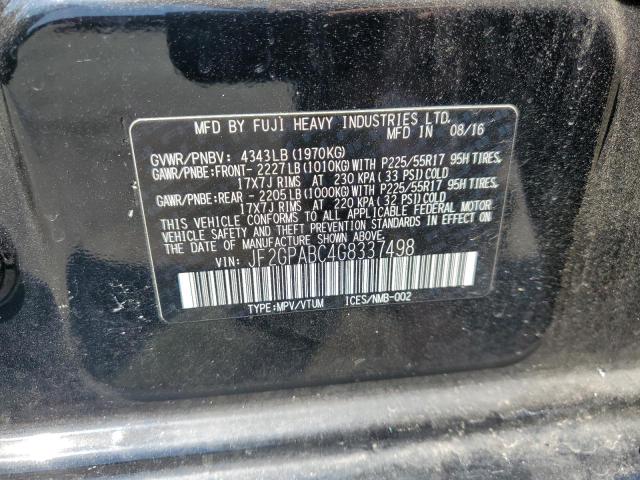 MFD BY FUJI HEAVY INDUSTRIES LTD.
MFD IN 08/16
GVWR/PNBV: 4343LB (1970KG)
GAWR/PNBE:FRONT- 2227LB (1010KG) WITH P225/55R17 95H TIRES,
17X7J RIMS AT 230 KPA (33 PSI) COLD
GAWR/PNBE:REAR - 2205LB (1000KG) WITH P225/55R17 95H TIRES,
17X7J RIMS AT 220 KPA (32 PSI) COLD
THIS VEHICLE CONFORMS TO ALL APPLICABLE FEDERAL MOTOR
VEHICLE SAFETY AND THEFT PREVENTION STANDARDS IN EFFECT ON
THE DATE OF MANUFACTURE SHOWN ABOVE.
VIN: JF2GPABC4G8337498
TYPE:MPV/VTUM ICES/NMB-002